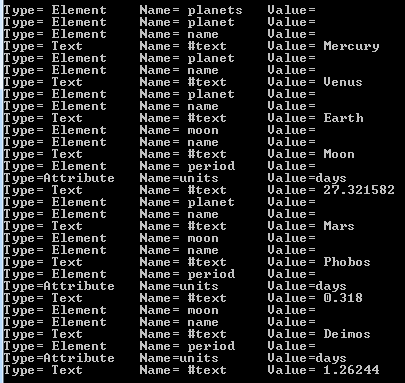 Type= Element Name= planets Value=
Type= Element Name= planet Value=
Type= Element Name= name Value=
Type= Text Name= #text Value= Mercury
Type= Element Name= planet Value=
Type= Element Name= name Value=
Type= Text Name= #text Value= Venus
Type= Element Name= planet Value=
Type= Element Name= name Value=
Type= Text Name= #text Value= Earth
Type= Element Name= moon Value=
Type= Element Name= name Value=
Type= Text Name= #text Value= Moon
Type= Element Name= period Value=
Type=Attribute Name=units Value=days
Type= Text Name= #text Value= 27.321582
Type= Element Name= planet Value=
Type= Element Name= name Value=
Type= Text Name= #text Value= Mars
Type= Element Name= moon Value=
Type= Element Name= name Value=
Type= Text Name= #text Value= Phobos
Type= Element Name= period Value=
Type=Attribute Name=units Value=days
Type= Text Name= #text Value= 0.318
Type= Element Name= moon Value=
Type= Element Name= name Value=
Type= Text Name= #text Value= Deimos
Type= Element Name= period Value=
Type=Attribute Name=units Value=days
Type= Text Name= #text Value= 1.26244